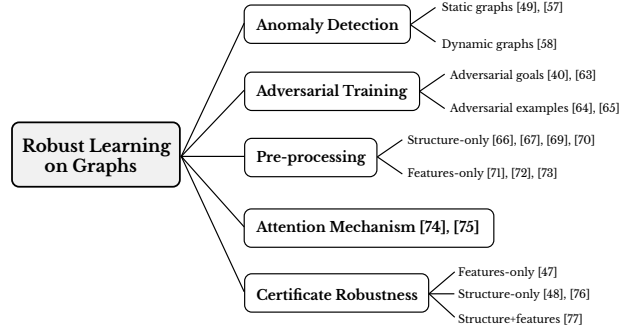 Robust Learning
on Graphs
Anomaly Detection
Static graphs [49], [57]
Dynamic graphs [58]
Adversarial Training
Adversarial goals [40], [63]
Adversarial examples [64], [65]
Pre-processing
Structure-only [66], [67], [69], [70]
Features-only [71], [72], [73]
Attention Mechanism [74], [75]
Certificate Robustness
Features-only [47]
Structure-only [48], [76]
Structure+features [77]